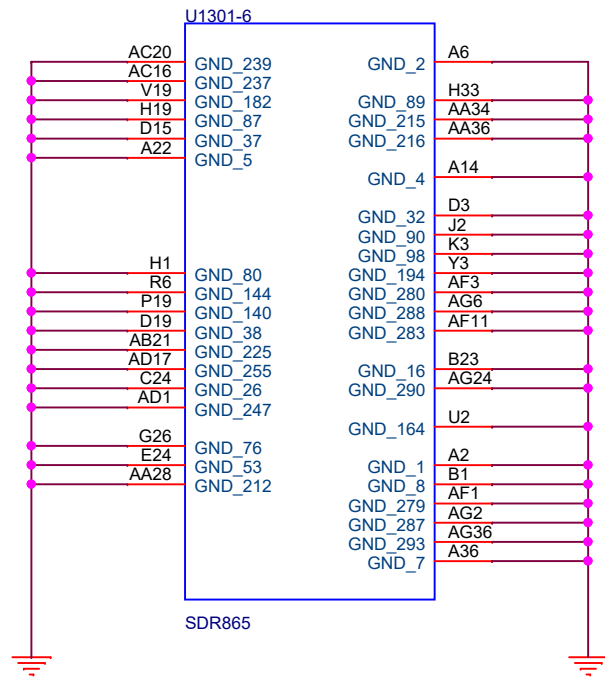 U1301-6
AC20 GND_239
AC16 GND_237
V19 GND_182
H19 GND_87
D15 GND_37
A22 GND_5
H1 GND_80
R6 GND_144
P19 GND_140
D19 GND_38
AB21 GND_225
AD17 GND_255
C24 GND_26
AD1 GND_247
G26 GND_76
E24 GND_53
AA28 GND_212
GND_2 A6
GND_89 H33
GND_215 AA34
GND_216 AA36
GND_4 A14
GND_32 D3
GND_90 J2
GND_98 K3
GND_194 Y3
GND_280 AF3
GND_288 AG6
GND_283 AF11
GND_16 B23
GND_290 AG24
GND_164 U2
GND_1 A2
GND_8 B1
GND_279 AF1
GND_287 AG2
GND_293 AG36
GND_7 A36
SDR865